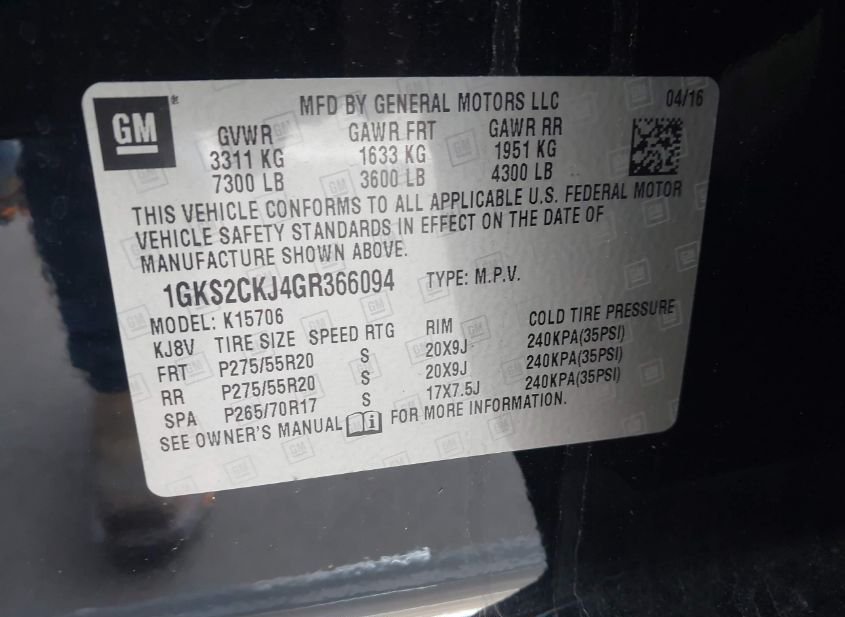 GM
MFD BY GENERAL MOTORS LLC 04/16
GVWR GAWR FRT GAWR RR
3311 KG 1633 KG 1951 KG
7300 LB 3600 LB 4300 LB
THIS VEHICLE CONFORMS TO ALL APPLICABLE U.S. FEDERAL MOTOR
VEHICLE SAFETY STANDARDS IN EFFECT ON THE DATE OF
MANUFACTURE SHOWN ABOVE.
1GKS2CKJ4GR366094 TYPE: M.P.V.
MODEL: K15706
KJ8V TIRE SIZE SPEED RTG RIM COLD TIRE PRESSURE
FRT P275/55R20 S 20X9J 240KPA(35PSI)
RR P275/55R20 S 20X9J 240KPA(35PSI)
SPA P265/70R17 S 17X7.5J 240KPA(35PSI)
SEE OWNER'S MANUAL i FOR MORE INFORMATION.